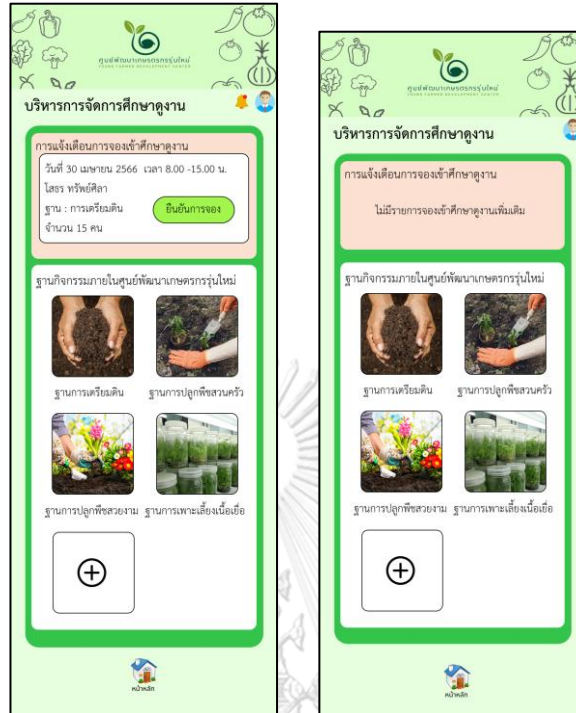 ศูนย์พัฒนาเกษตรกรรุ่นใหม่
YOUNG FARMER DEVELOPMENT CENTER
บริหารการจัดการศึกษาดูงาน
การแจ้งเตือนการจองเข้าศึกษาดูงาน
วันที่ 30 เมษายน 2566 เวลา 8.00 -15.00 น.
โสธร ทรัพย์ศิลา
ฐาน : การเตรียมดิน
ยืนยันการจอง
จำนวน 15 คน
ฐานกิจกรรมภายในศูนย์พัฒนาเกษตรกรรุ่นใหม่
ฐานการเตรียมดิน ฐานการปลูกพืชสวนครัว
ฐานการปลูกพืชสวยงาม ฐานการเพาะเลี้ยงเนื้อเยื่อ
หน้าหลัก
ศูนย์พัฒนาเกษตรกรรุ่นใหม่
YOUNG FARMER DEVELOPMENT CENTER
บริหารการจัดการศึกษาดูงาน
การแจ้งเตือนการจองเข้าศึกษาดูงาน
ไม่มีรายการจองเข้าศึกษาดูงานเพิ่มเติม
ฐานกิจกรรมภายในศูนย์พัฒนาเกษตรกรรุ่นใหม่
ฐานการเตรียมดิน ฐานการปลูกพืชสวนครัว
ฐานการปลูกพืชสวยงาม ฐานการเพาะเลี้ยงเนื้อเยื่อ
หน้าหลัก